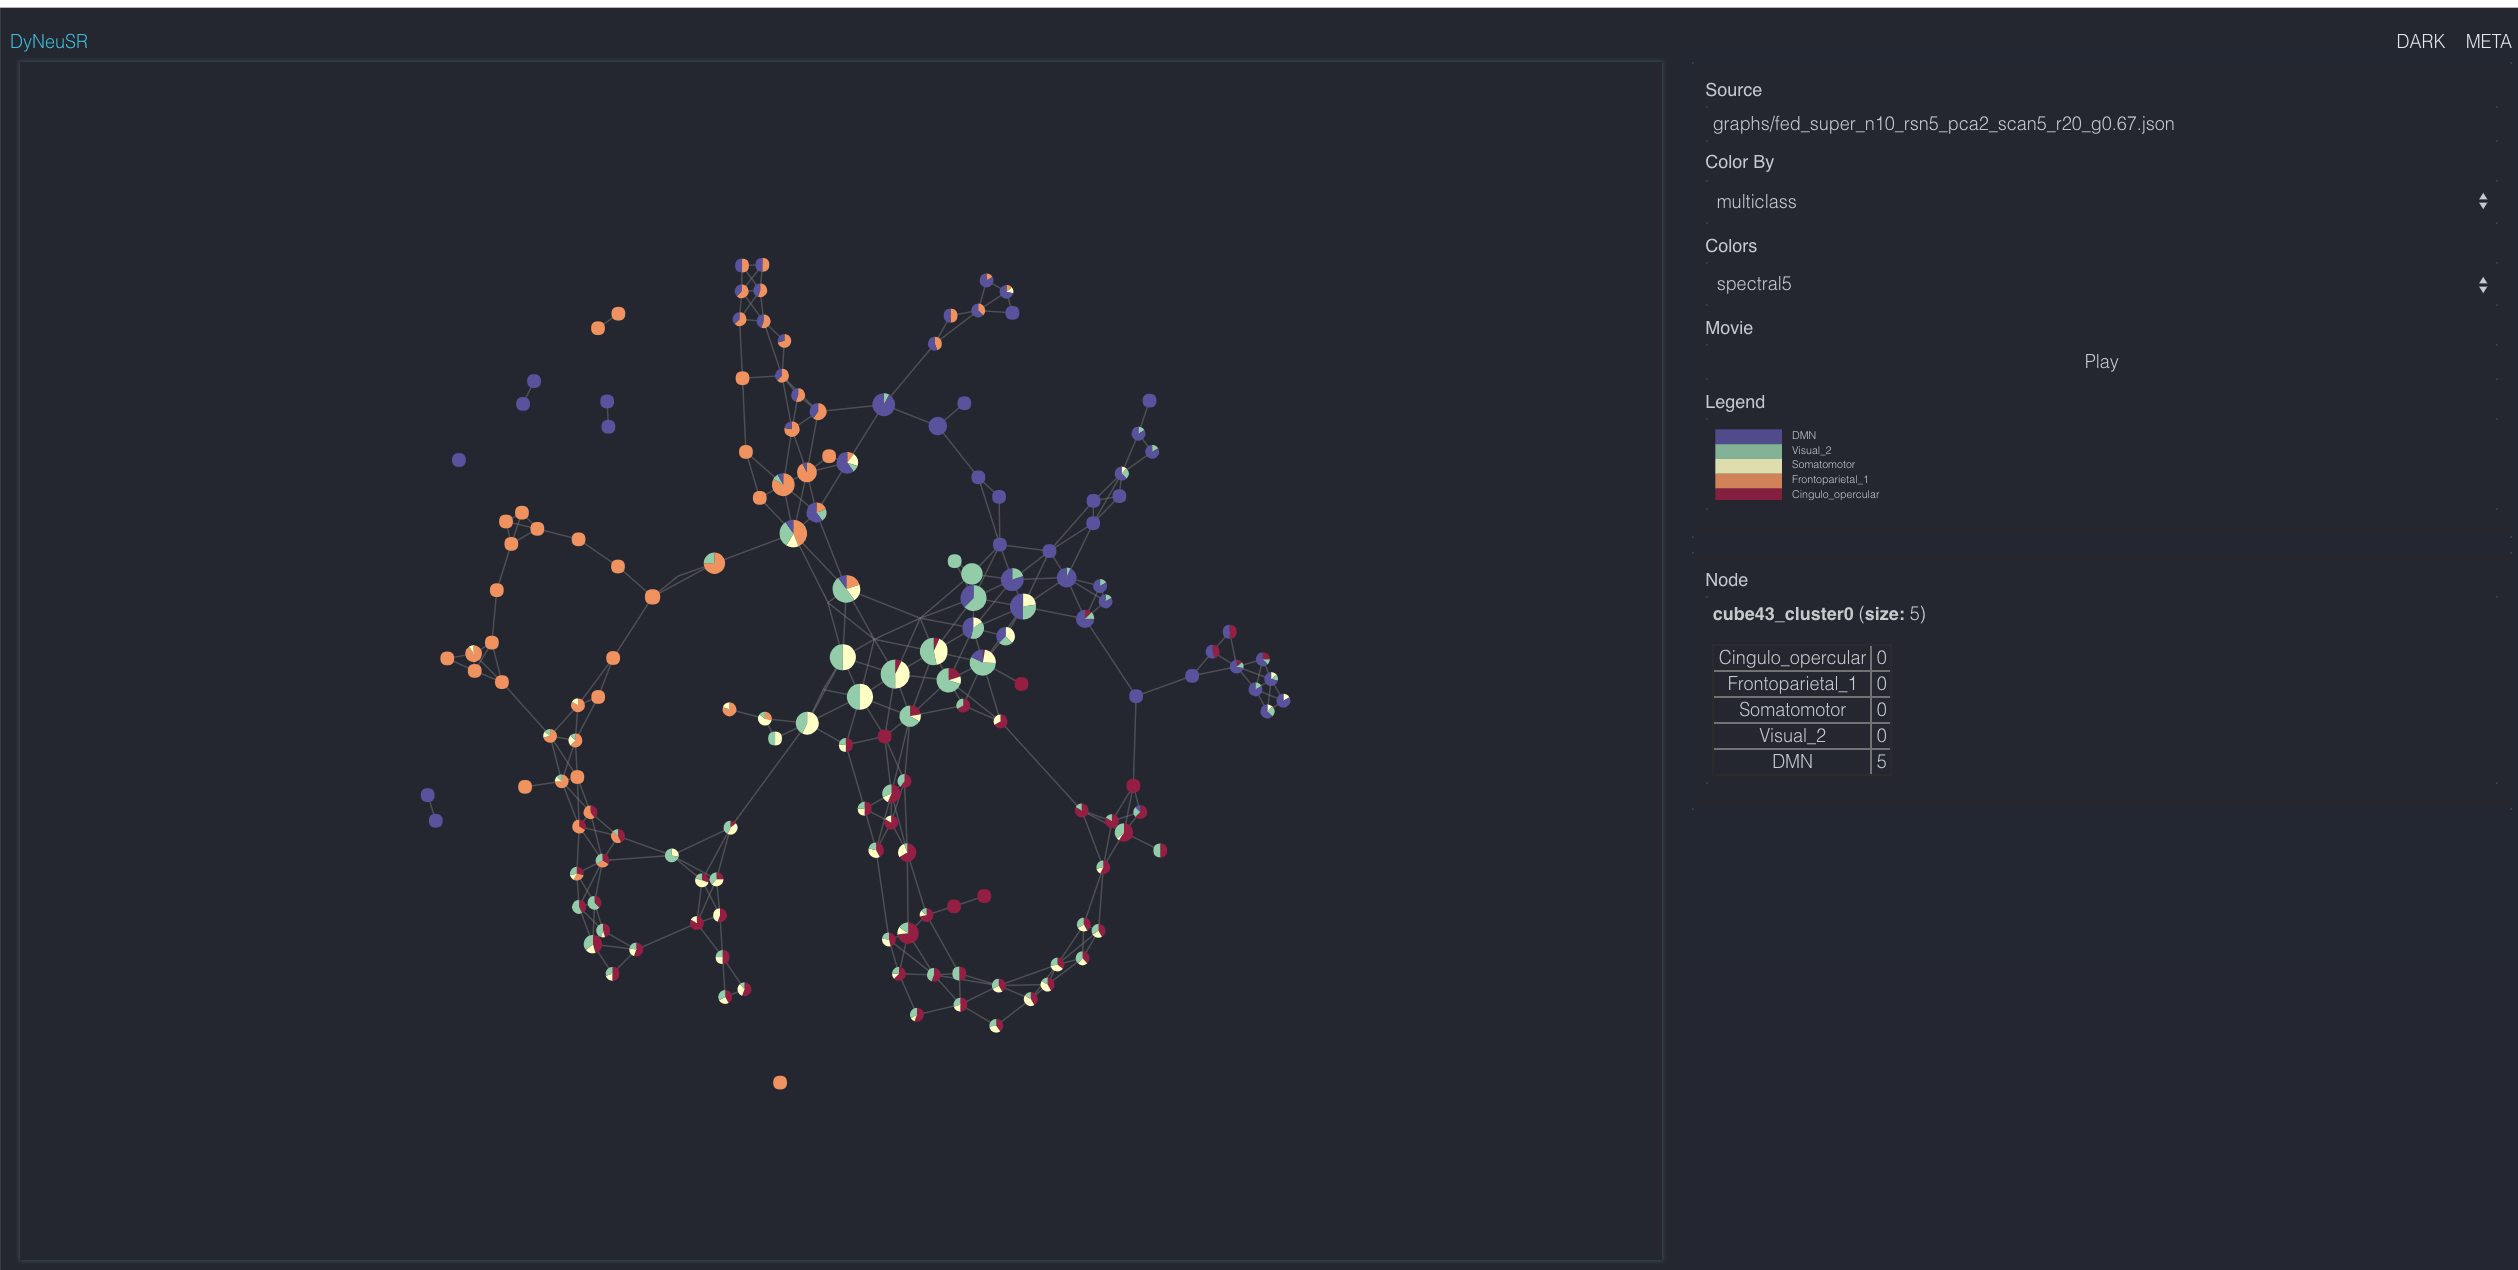 DyNeuSR
DARK META
Source
graphs/fed_super_n10_rsn5_pca2_scan5_r20_g0.67.json
Color By
multiclass
Colors
spectral5
Movie
Play
Legend
DMN
Visual_2
Somatomotor
Frontoparietal_1
Cingulo_opercular
Node
cube43_cluster0 (size: 5)
Cingulo_opercular 0
Frontoparietal_1 0
Somatomotor 0
Visual_2 0
DMN 5